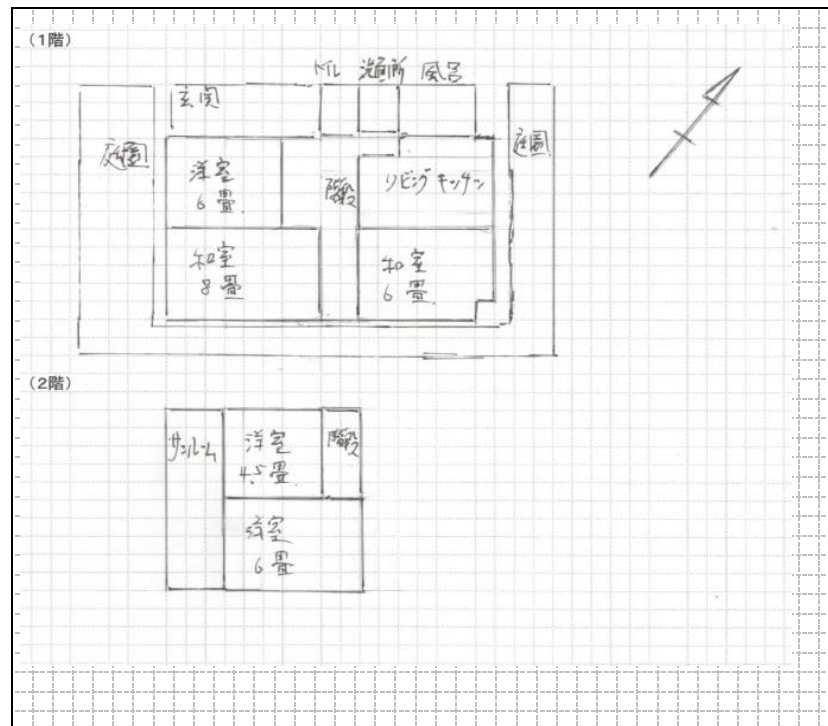 (1階)
トイレ 洗面所 風呂
玄関
庭園
洋室
6畳
階段
リビングキッチン
庭園
和室
8畳
和室
6畳
(2階)
サンルーム
洋室
4.5畳
階段
洋室
6畳